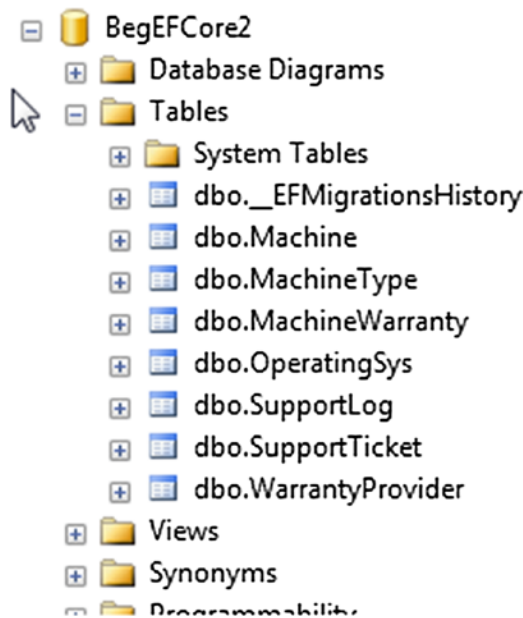 BegEFCore2
Database Diagrams
Tables
System Tables
dbo.__EFMigrationsHistory
dbo.Machine
dbo.MachineType
dbo.MachineWarranty
dbo.OperatingSys
dbo.SupportLog
dbo.SupportTicket
dbo.WarrantyProvider
Views
Synonyms
Programmability